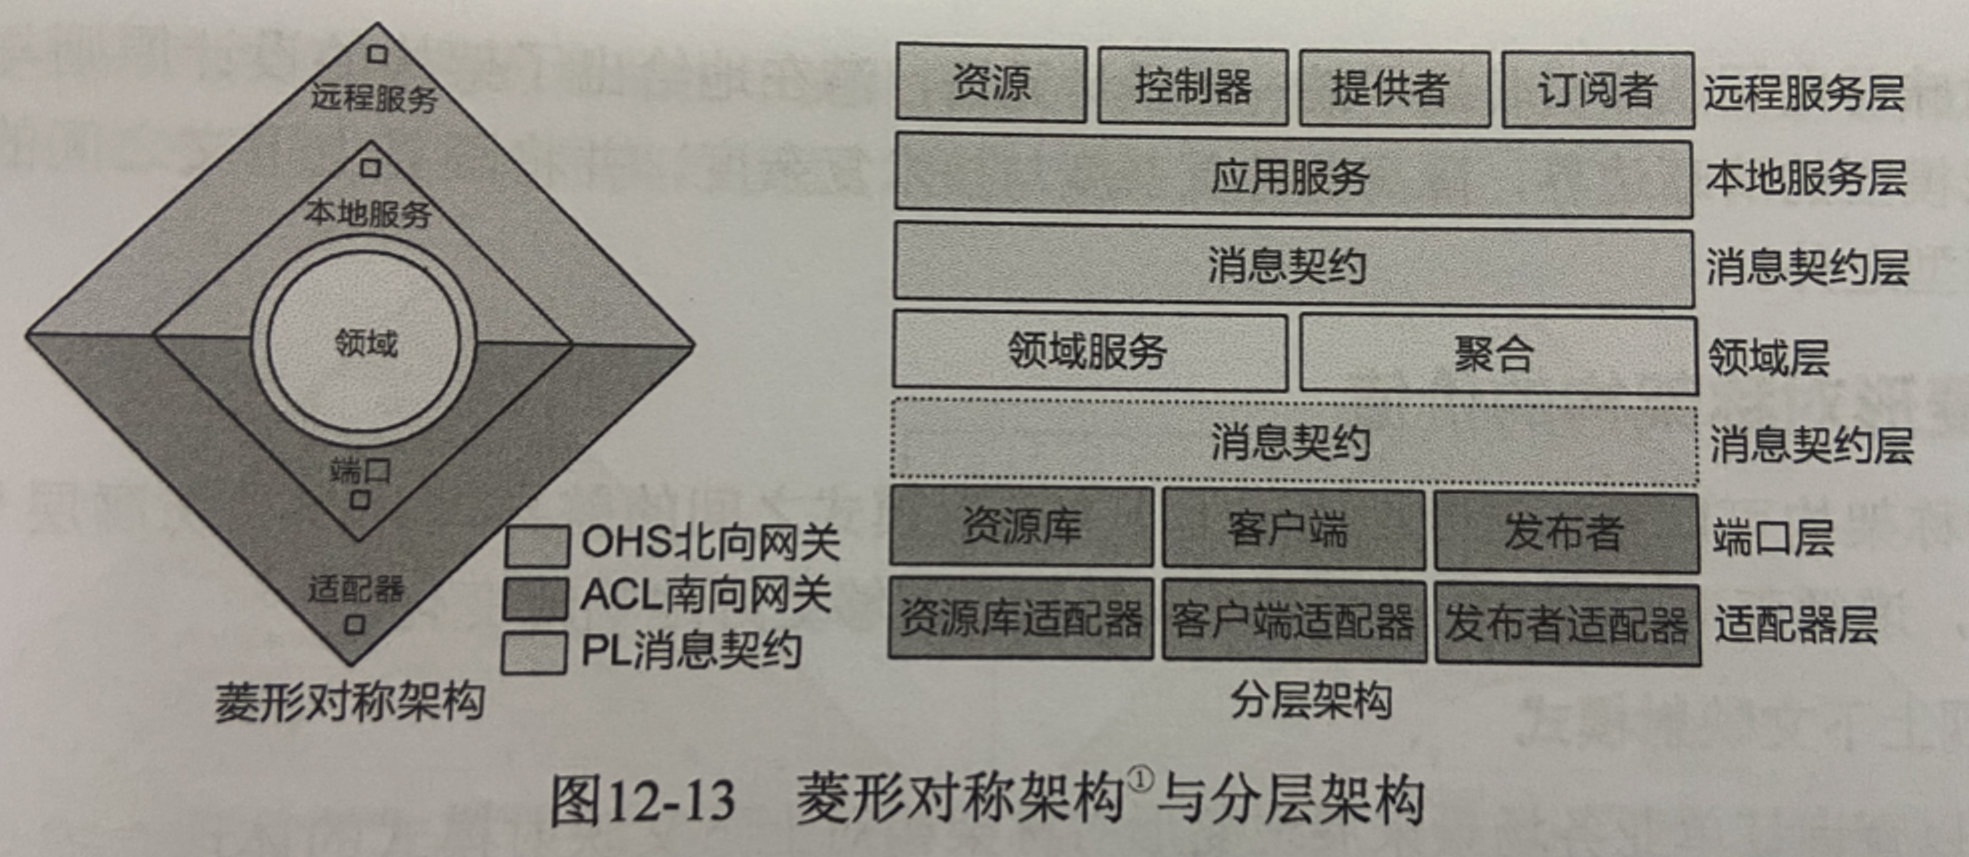 远程服务
本地服务
领域
端口
适配器
OHS北向网关
ACL南向网关
PL消息契约
菱形对称架构
资源 控制器 提供者 订阅者 远程服务层
应用服务 本地服务层
消息契约 消息契约层
领域服务 聚合 领域层
消息契约 消息契约层
资源库 客户端 发布者 端口层
资源库适配器 客户端适配器 发布者适配器 适配器层
分层架构
图12-13 菱形对称架构①与分层架构